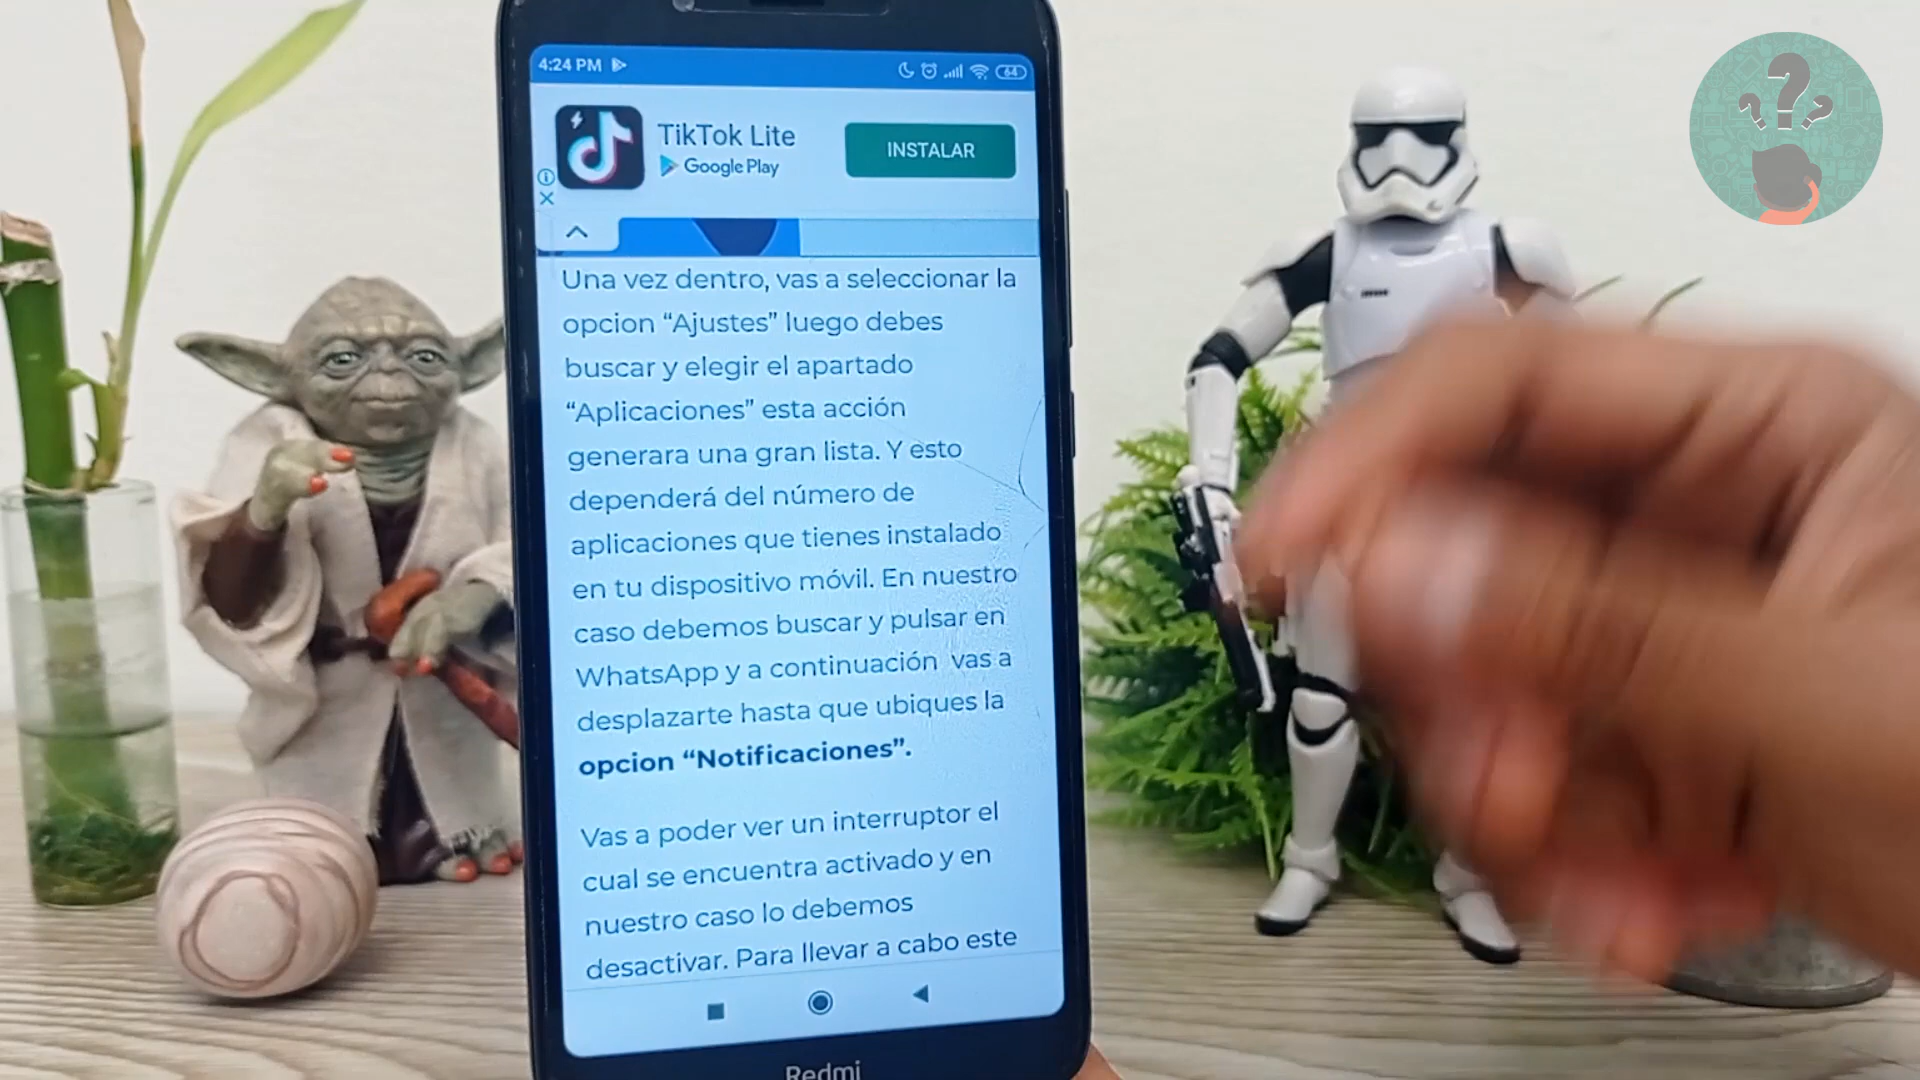 4:24 PM
64
TikTok Lite
Google Play
INSTALAR
Una vez dentro, vas a seleccionar la
opcion “Ajustes” luego debes
buscar y elegir el apartado
“Aplicaciones” esta acción
generara una gran lista. Y esto
dependerá del número de
aplicaciones que tienes instalado
en tu dispositivo móvil. En nuestro
caso debemos buscar y pulsar en
WhatsApp y a continuación vas a
desplazarte hasta que ubiques la
opcion “Notificaciones”.
Vas a poder ver un interruptor el
cual se encuentra activado y en
nuestro caso lo debemos
desactivar. Para llevar a cabo este
Redmi